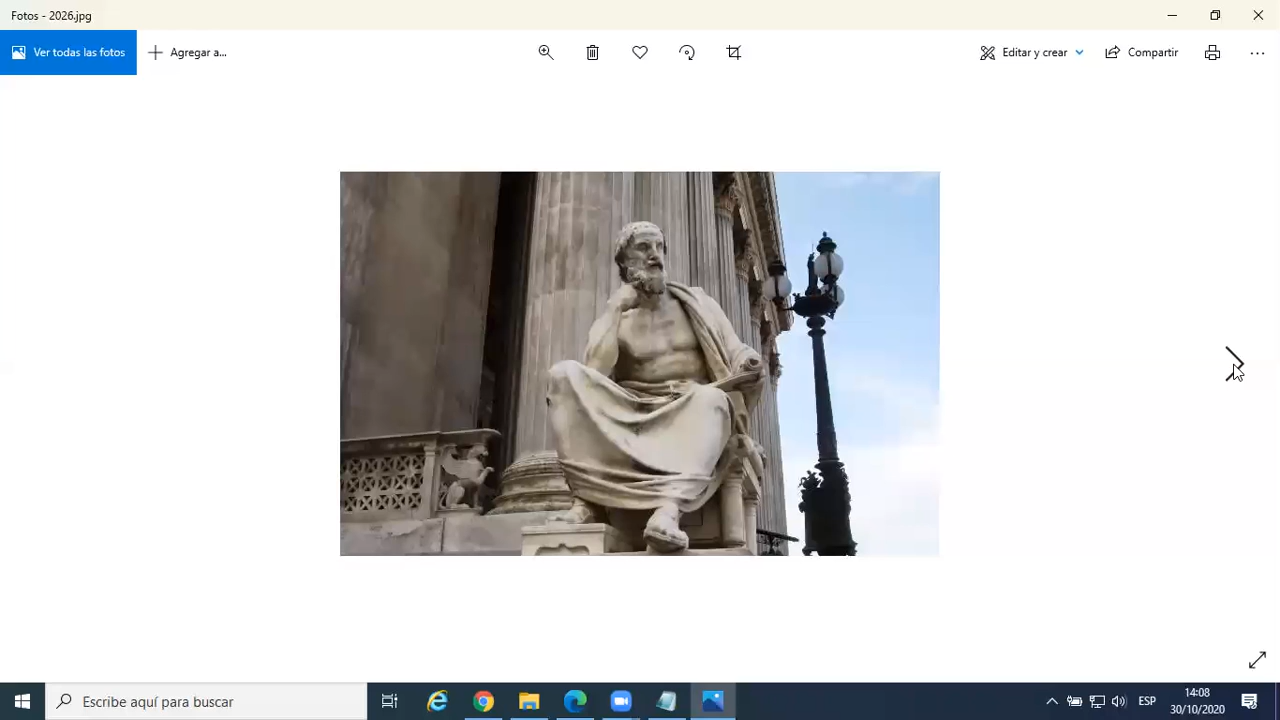 Fotos - 2026.jpg
Ver todas las fotos
Agregar a...
Editar y crear
Compartir
Escribe aquí para buscar
ESP
14:08
30/10/2020